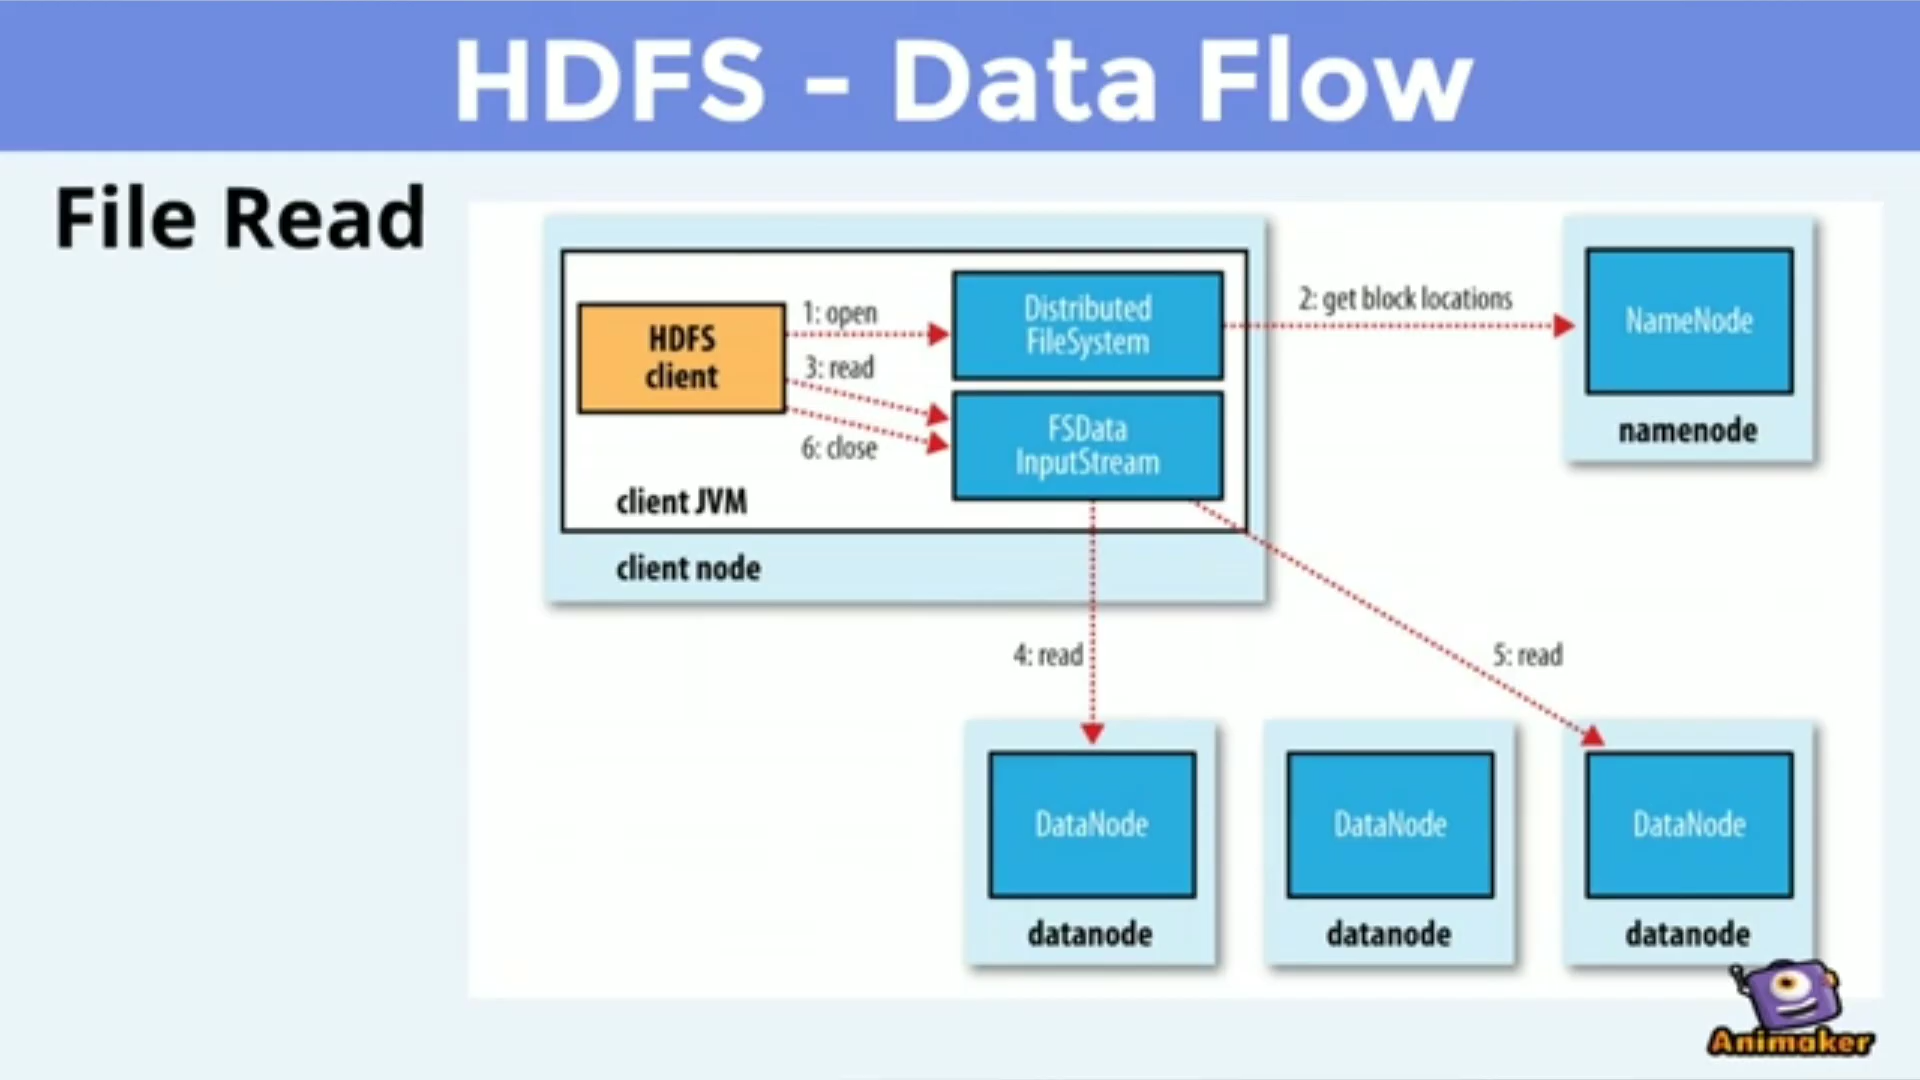 HDFS - Data Flow
File Read
HDFS
client
1: open
3: read
6: close
Distributed
FileSystem
FSData
InputStream
client JVM
client node
2: get block locations
NameNode
namenode
4: read
5: read
DataNode
datanode
DataNode
datanode
DataNode
datanode
Animaker